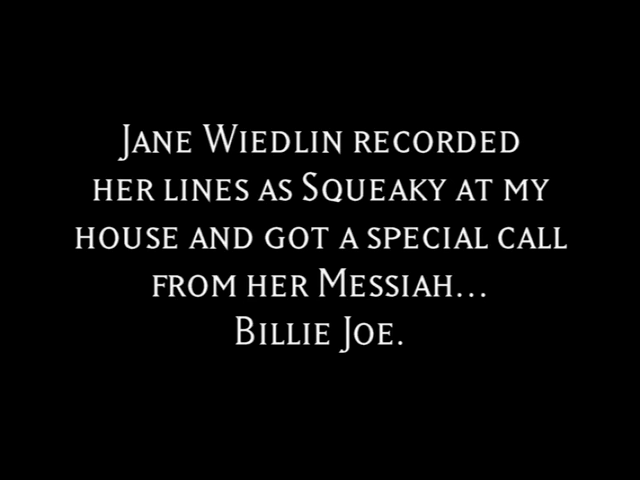 Jane Wiedlin recorded
her lines as Squeaky at my
house and got a special call
from her Messiah...
Billie Joe.